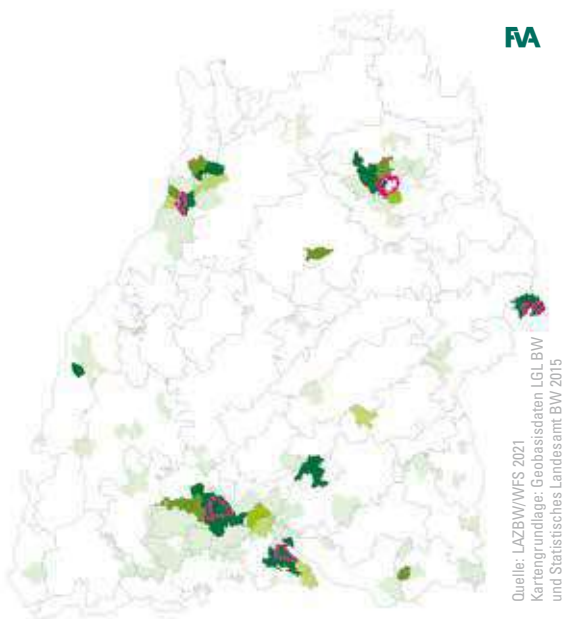 FVA
Quelle: LAZBW/WFS 2021
Kartengrundlage: Geobasisdaten LGL BW
und Statistisches Landesamt BW 2015